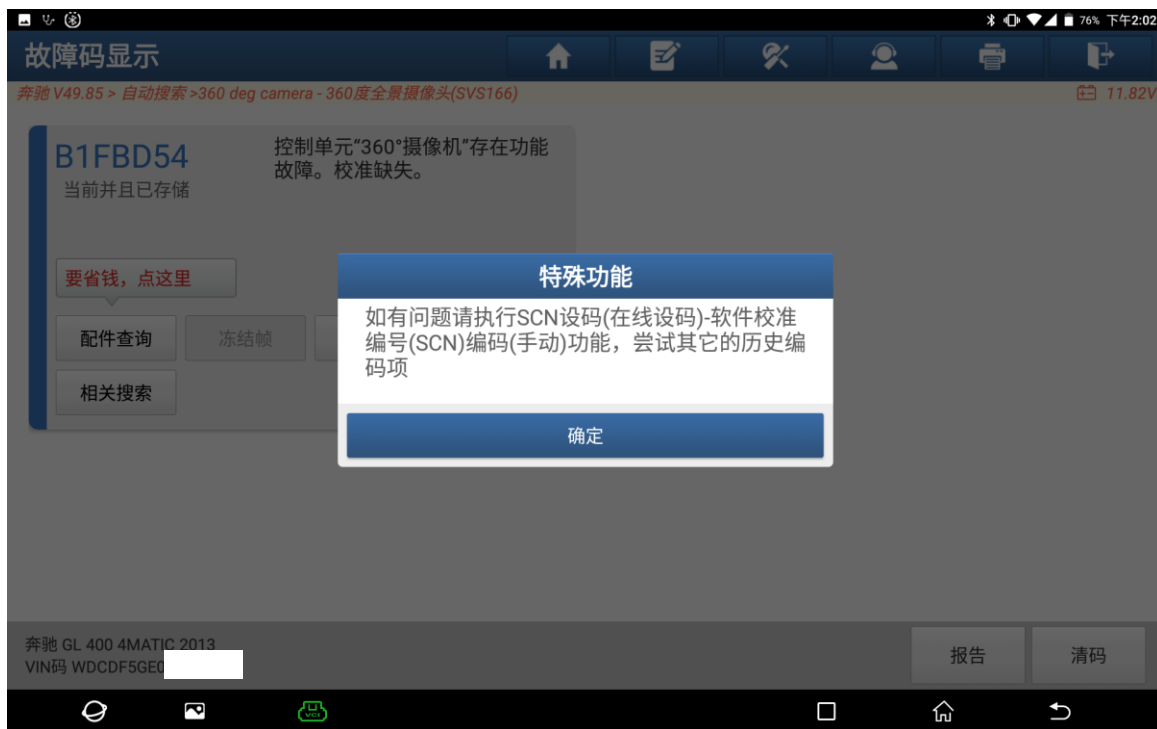 76% 下午2:02
故障码显示
奔驰 V49.85 > 自动搜索 >360 deg camera - 360度全景摄像头(SVS166)
11.82V
B1FBD54
当前并且已存储
控制单元“360°摄像机”存在功能
故障。校准缺失。
要省钱，点这里
配件查询
冻结帧
相关搜索
特殊功能
如有问题请执行SCN设码(在线设码)-软件校准
编号(SCN)编码(手动)功能，尝试其它的历史编
码项
确定
奔驰 GL 400 4MATIC 2013
VIN码 WDCDF5GE0
报告
清码
VCI